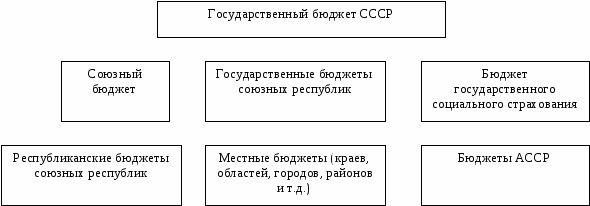 Государственный бюджет СССР
Союзный
бюджет
Государственные бюджеты
союзных республик
Бюджет
государственного
социального страхования
Республиканские бюджеты
союзных республик
Местные бюджеты (краев,
областей, городов, районов
и т.д.)
Бюджеты АССР